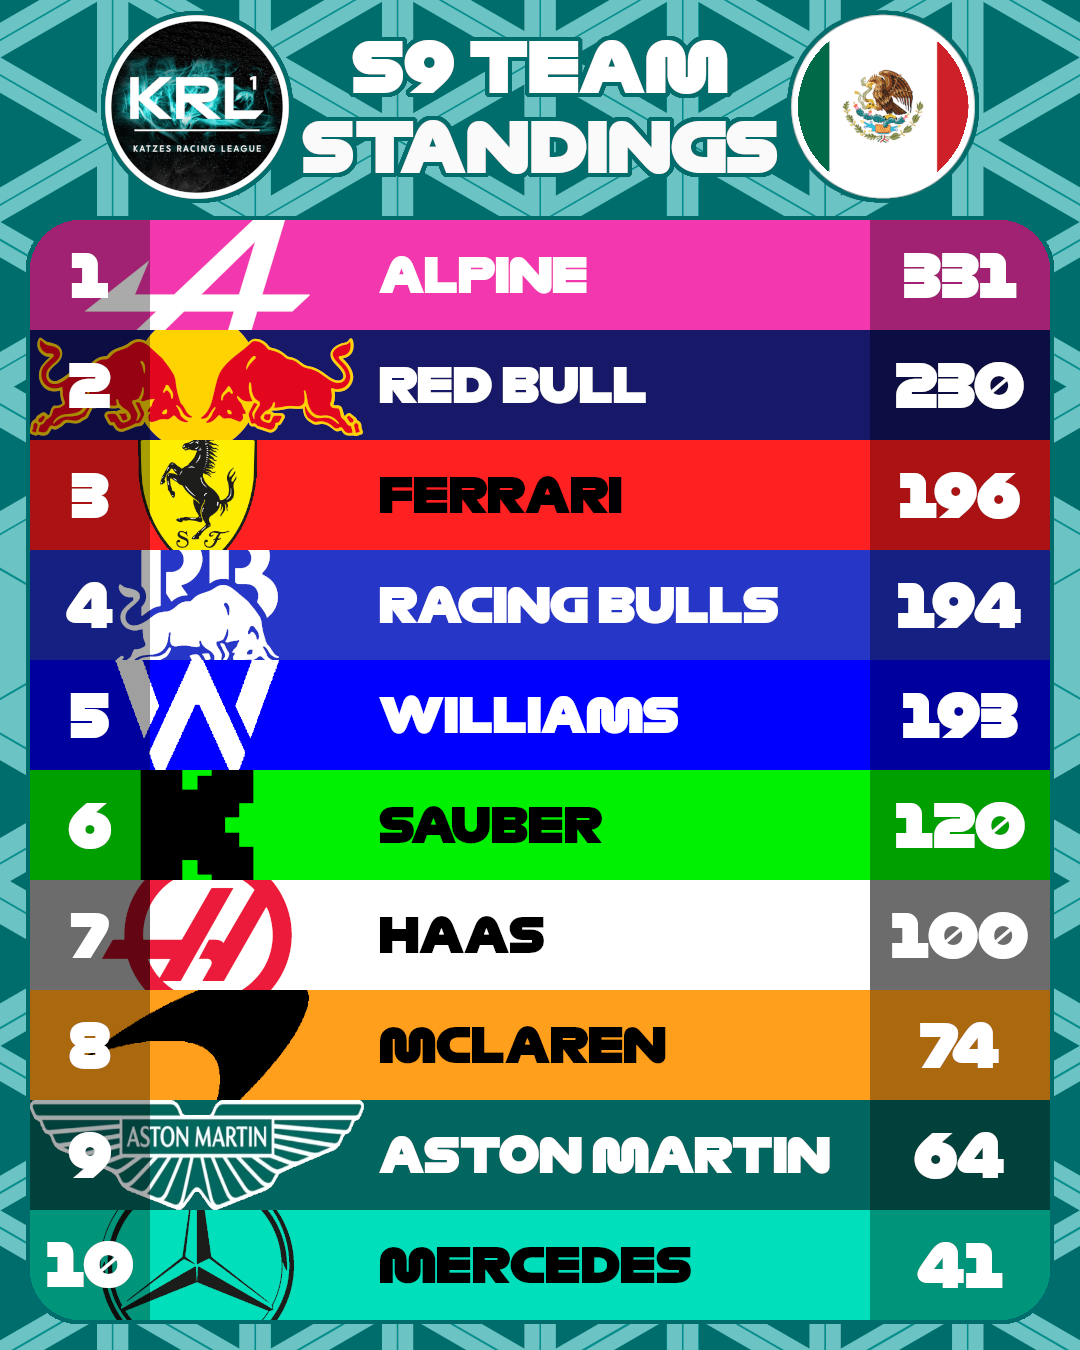 KRL1
KATZES RACING LEAGUE
S9 TEAM
STANDINGS
1 ALPINE 331
2 RED BULL 230
3 S F FERRARI 196
4 RB RACING BULLS 194
5 W WILLIAMS 193
6 K SAUBER 120
7 H HAAS 100
8 MCLAREN 74
9 ASTON MARTIN ASTON MARTIN 64
10 MERCEDES 41